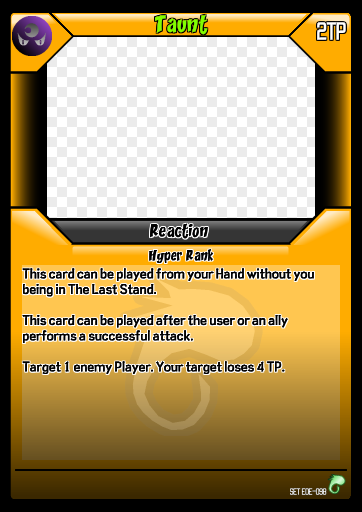 Taunt
2TP
Reaction
Hyper Rank
This card can be played from your Hand without you
being in The Last Stand.
This card can be played after the user or an ally
performs a successful attack.
Target 1 enemy Player. Your target loses 4 TP.
SET EOE-098